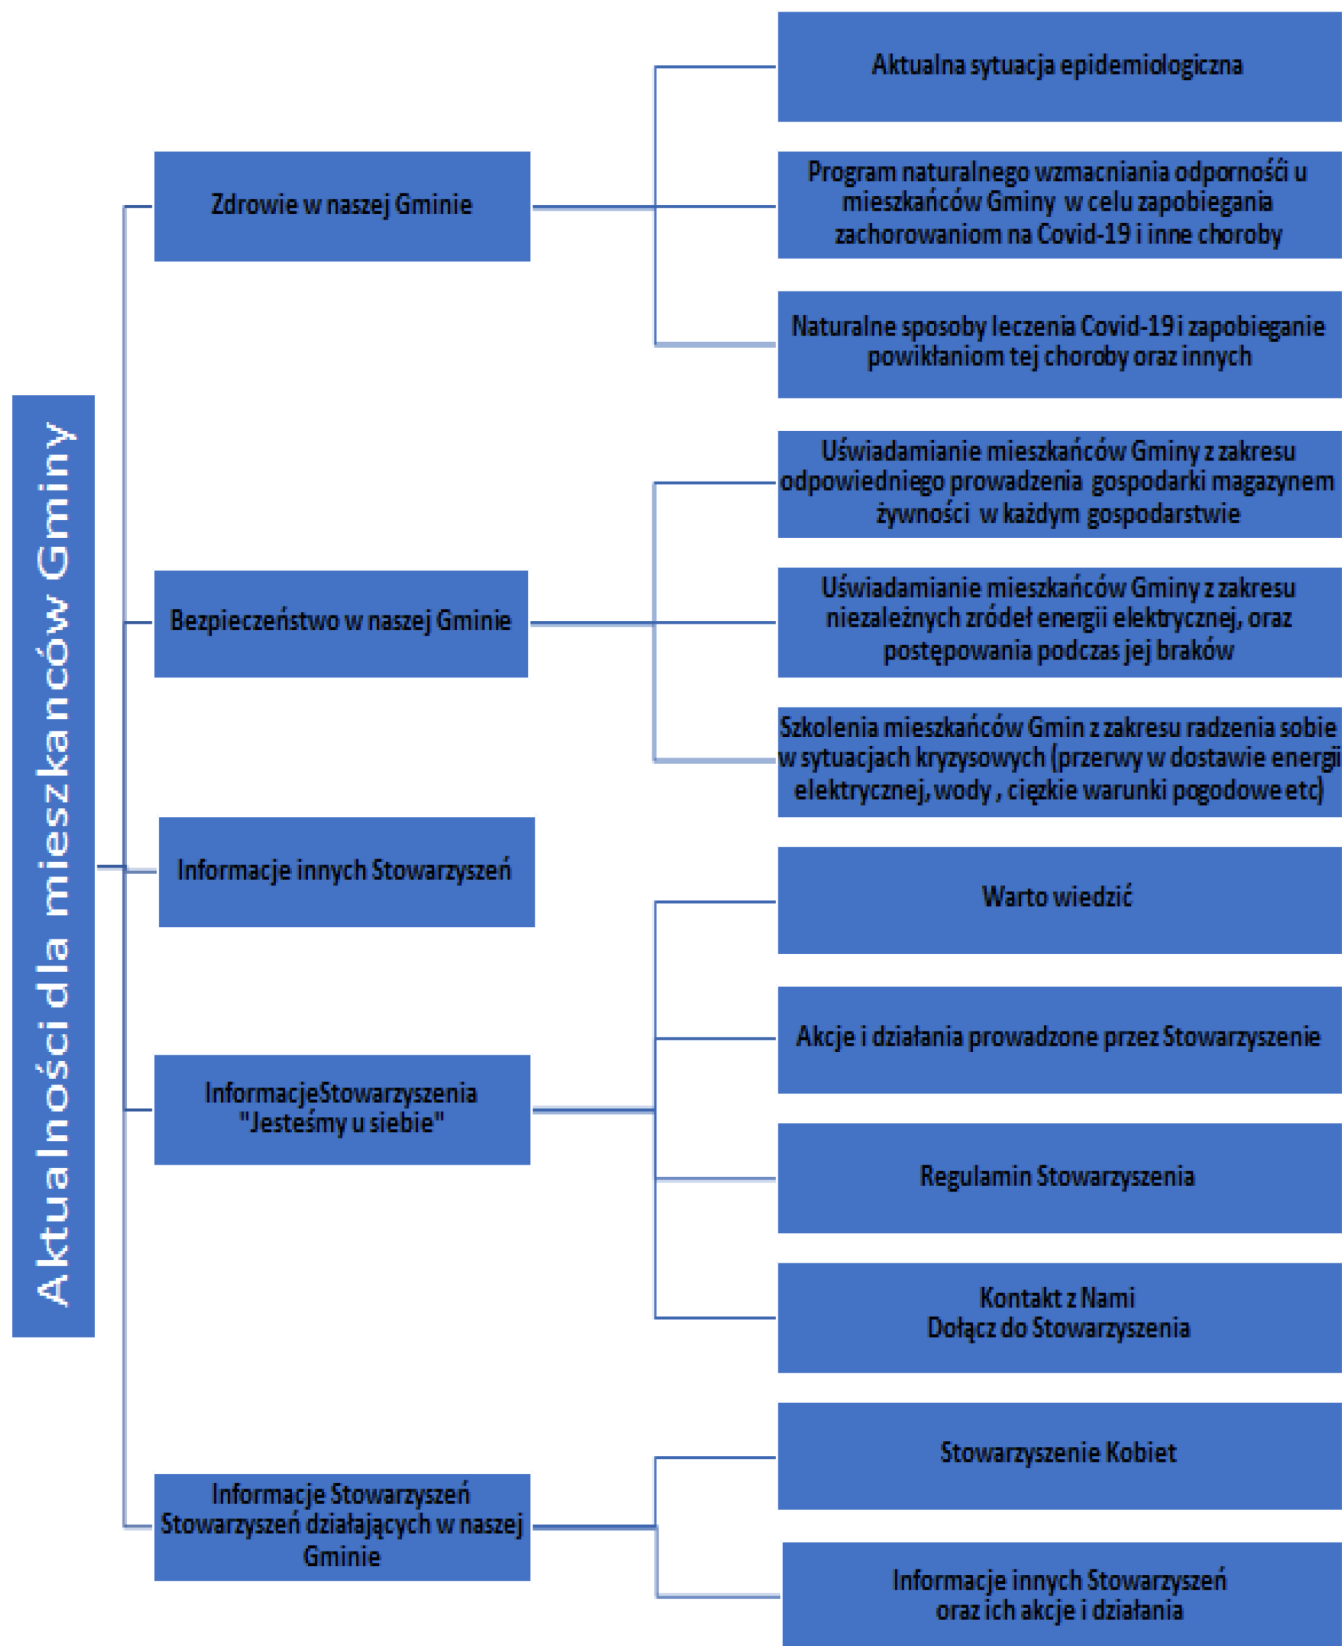 Aktualności dla mieszkańców Gminy
Zdrowie w naszej Gminie
Aktualna sytuacja epidemiologiczna
Program naturalnego wzmacniania odpornośći u
mieszkańców Gminy w celu zapobiegania
zachorowaniom na Covid-19 i inne choroby
Naturalne sposoby leczenia Covid-19 i zapobieganie
powikłaniom tej choroby oraz innych
Bezpieczeństwo w naszej Gminie
Uświadamianie mieszkańców Gminy z zakresu
odpowiedniego prowadzenia gospodarki magazynem
żywności w każdym gospodarstwie
Uświadamianie mieszkańców Gminy z zakresu
niezależnych zródeł energii elektrycznej, oraz
postępowania podczas jej braków
Szkolenia mieszkańców Gmin z zakresu radzenia sobie
w sytuacjach kryzysowych (przerwy w dostawie energii
elektrycznej, wody , cięzkie warunki pogodowe etc)
Informacje innych Stowarzyszeń
InformacjeStowarzyszenia
"Jesteśmy u siebie"
Warto wiedzić
Akcje i działania prowadzone przez Stowarzyszenie
Regulamin Stowarzyszenia
Kontakt z Nami
Dołącz do Stowarzyszenia
Informacje Stowarzyszeń
Stowarzyszeń działających w naszej
Gminie
Stowarzyszenie Kobiet
Informacje innych Stowarzyszeń
oraz ich akcje i działania